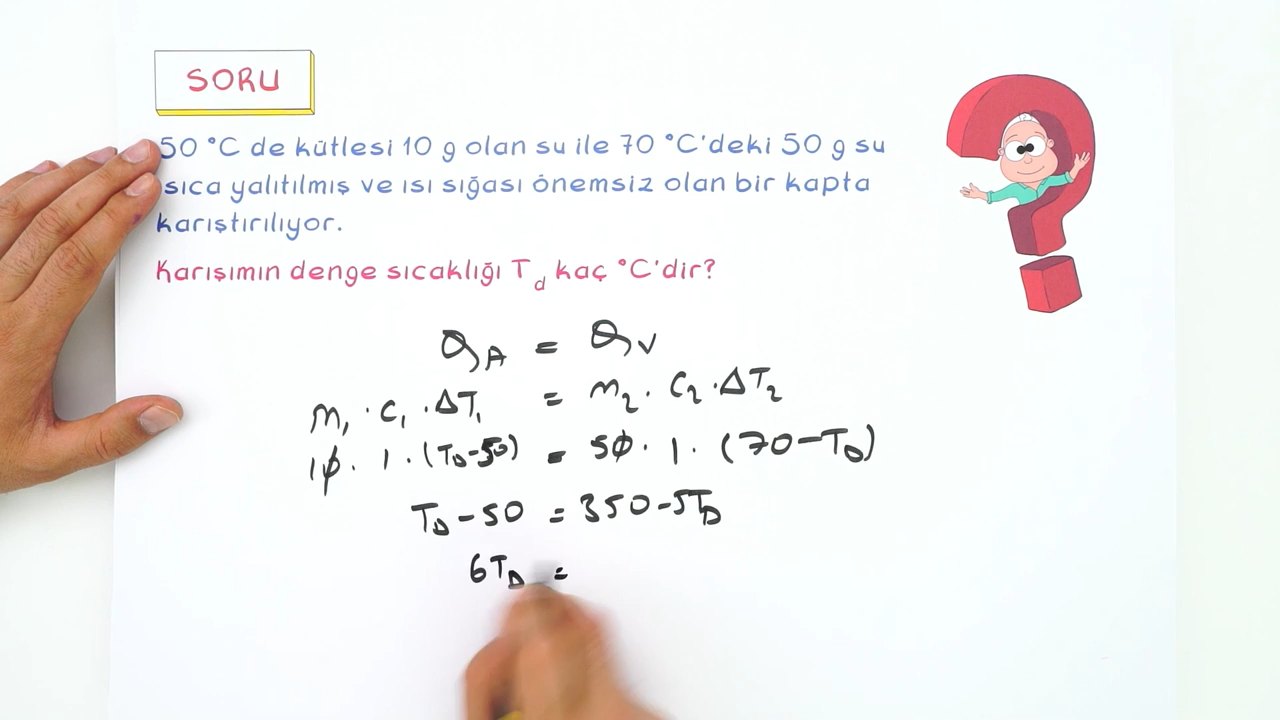 SORU
50 °C de kütlesi 10 g olan su ile 70 °C'deki 50 g su
ısıca yalıtılmış ve ısı sığası önemsiz olan bir kapta
karıştırılıyor.
Karışımın denge sıcaklığı T_d kaç °C'dir?
Q_A = Q_V
m₁ . c₁ . ΔT₁ = m₂ . c₂ . ΔT₂
10 . 1 . (T_D-50) = 50 . 1 . (70-T_D)
T_D - 50 = 350 - 5T_D
6T_D =